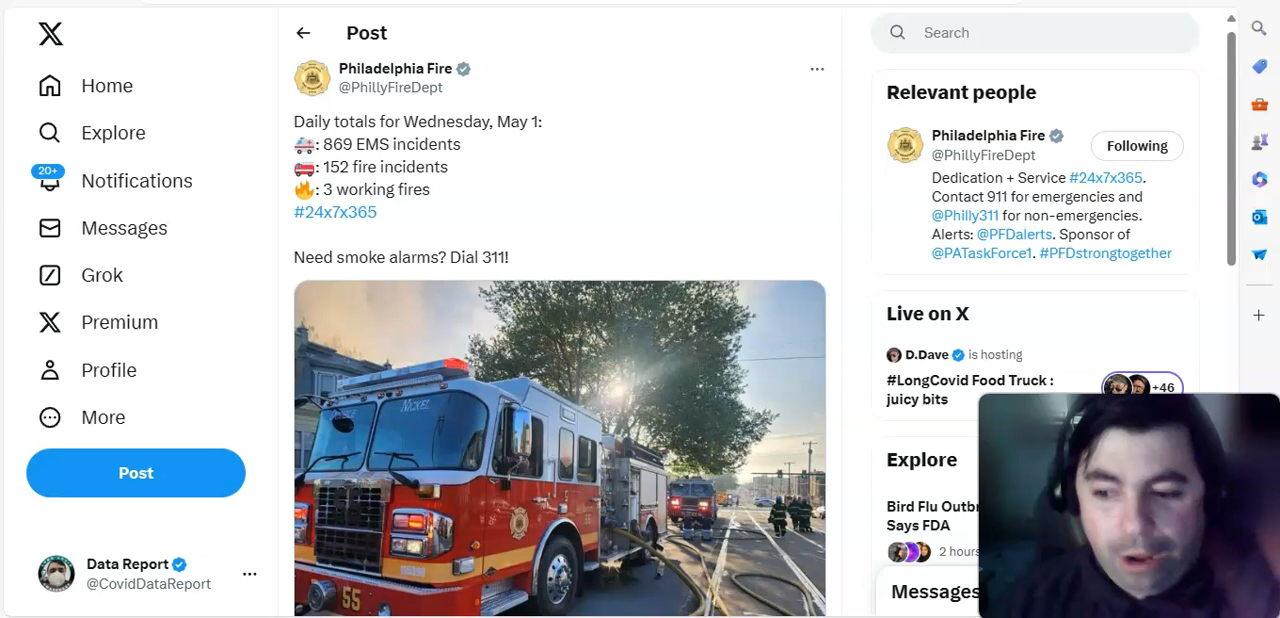 Home
Explore
20+
Notifications
Messages
Grok
Premium
Profile
More
Post
Data Report
@CovidDataReport
Post
Philadelphia Fire
@PhillyFireDept
Daily totals for Wednesday, May 1:
: 869 EMS incidents
: 152 fire incidents
: 3 working fires
#24x7x365
Need smoke alarms? Dial 311!
NICKEL
55
Search
Relevant people
Philadelphia Fire
@PhillyFireDept
Following
Dedication + Service #24x7x365.
Contact 911 for emergencies and
@Philly311 for non-emergencies.
Alerts: @PFDalerts. Sponsor of
@PATaskForce1. #PFDstrongtogether
Live on X
D.Dave is hosting
#LongCovid Food Truck :
juicy bits
+46
Explore
Bird Flu
Says FDA
2 hours
Messages